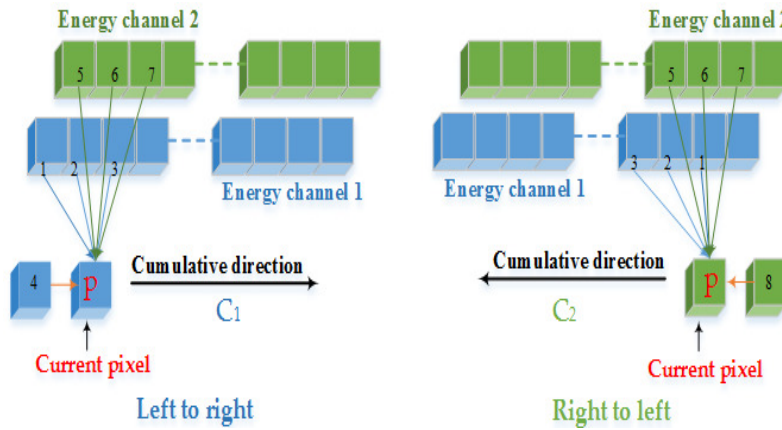 Energy channel 2
5 6 7
1 2 3
Energy channel 1
4 p
Cumulative direction
C1
Current pixel
Left to right
Energy channel 2
5 6 7
3 2 1
Energy channel 1
Cumulative direction
C2
p 8
Current pixel
Right to left